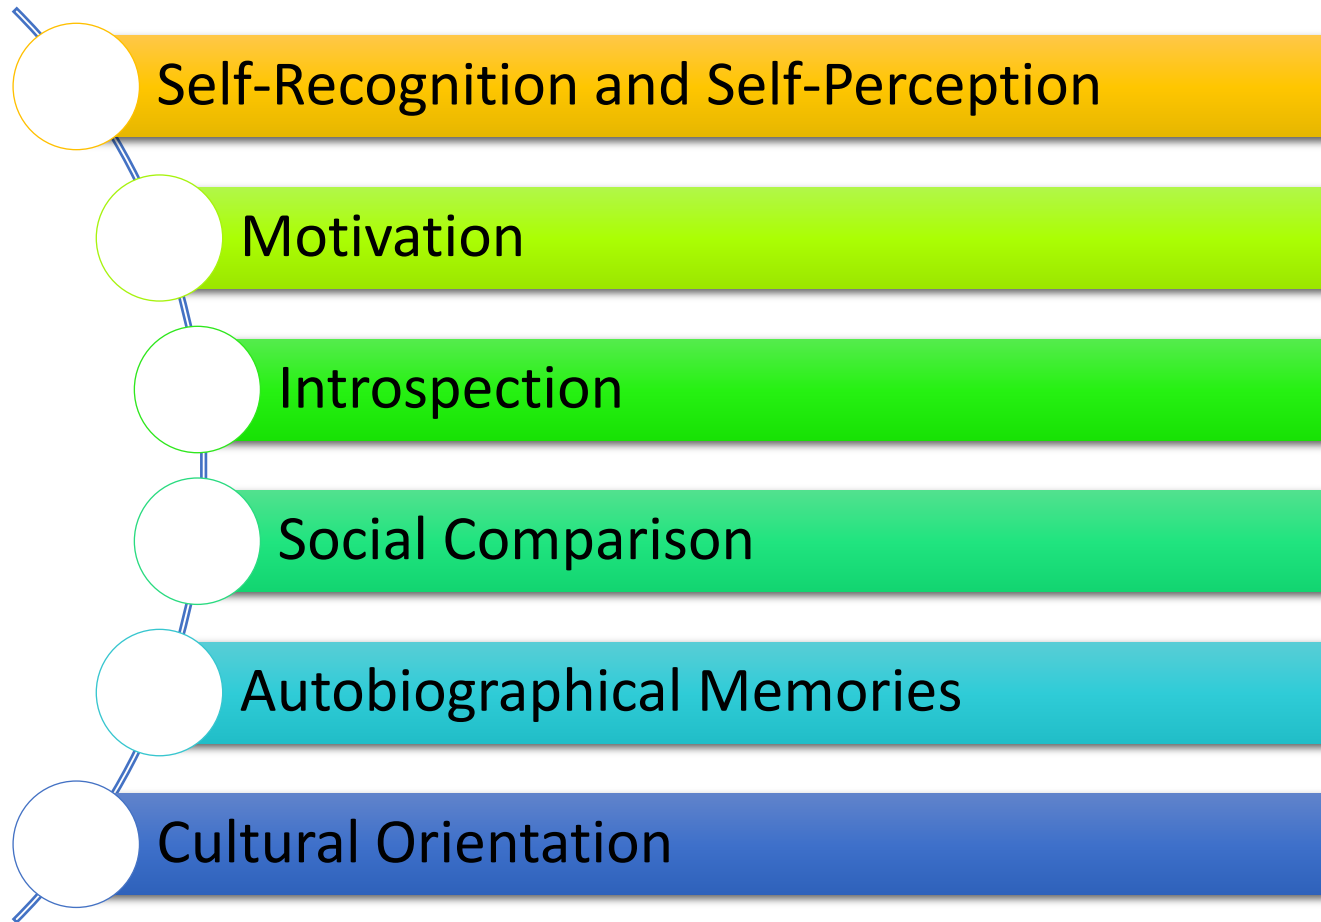 Self-Recognition and Self-Perception
Motivation
Introspection
Social Comparison
Autobiographical Memories
Cultural Orientation